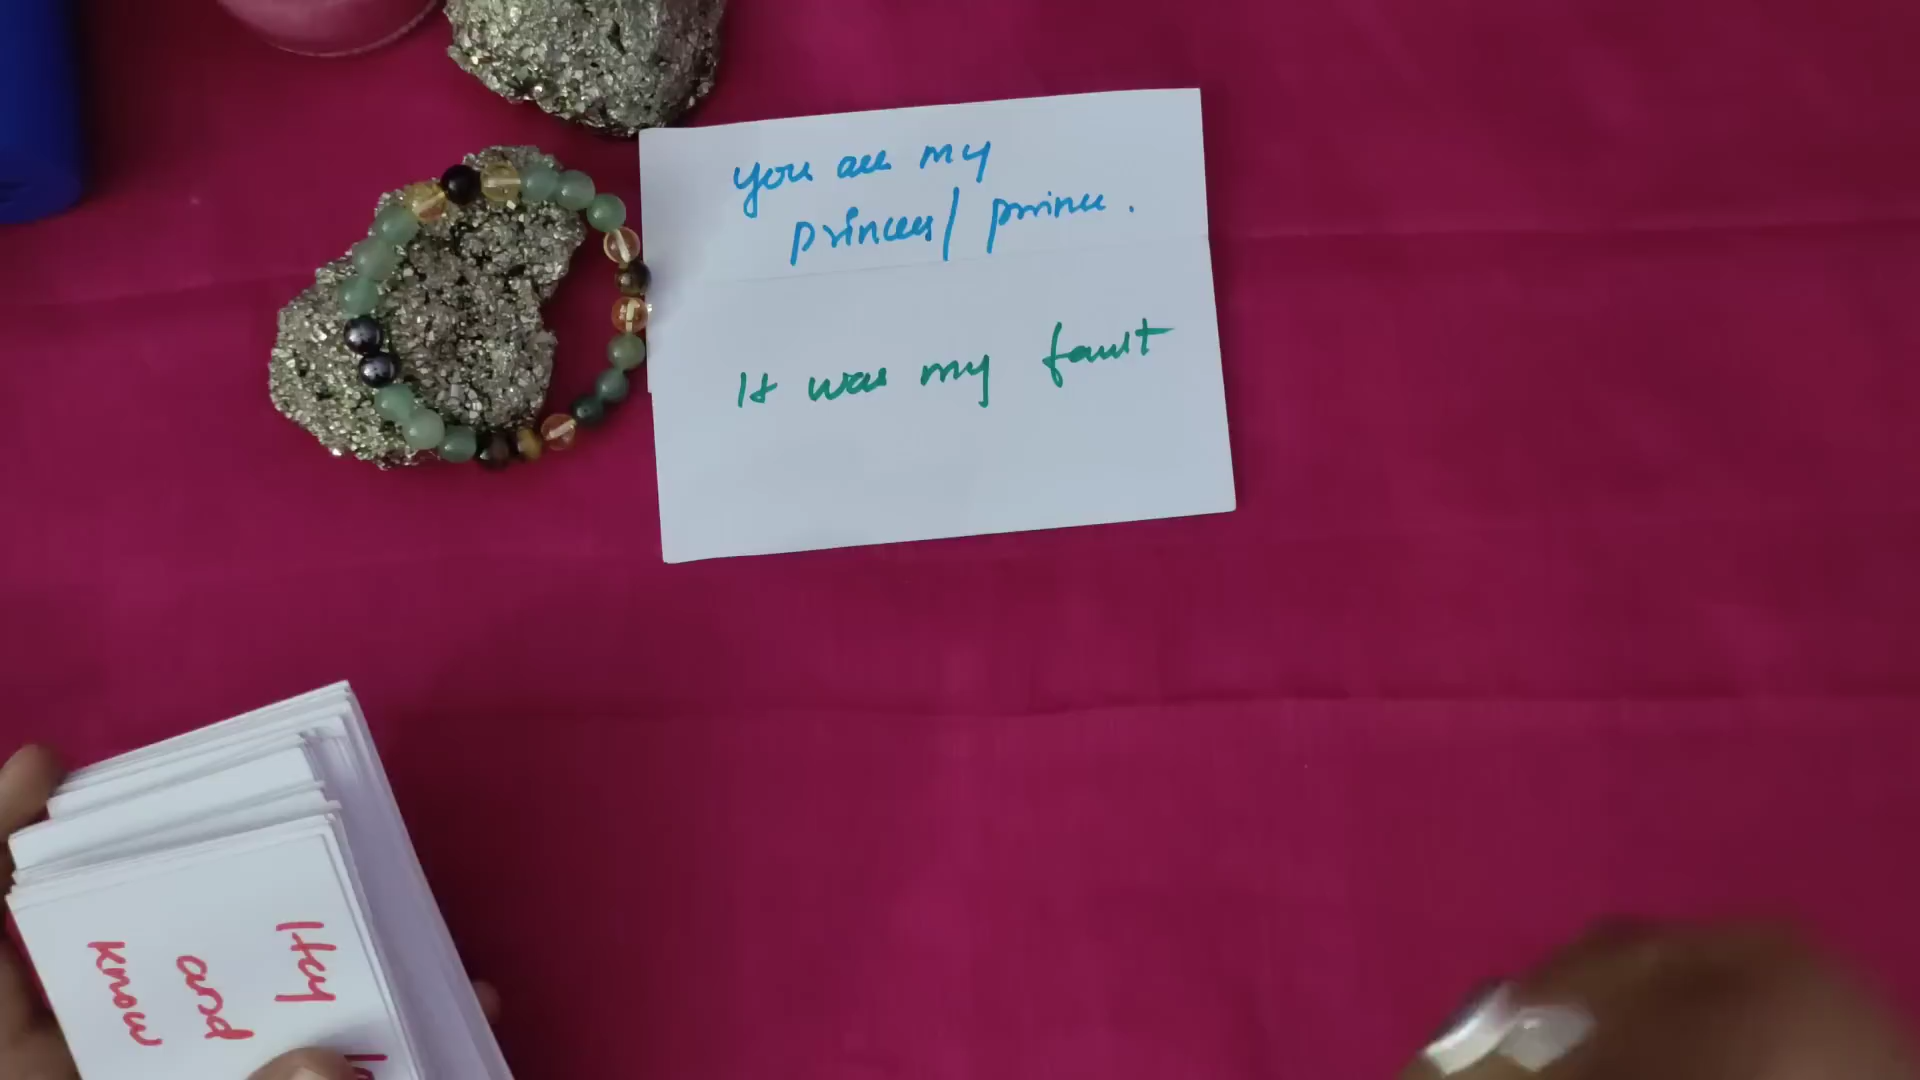 you are my
princess/ prince.
It was my fault
Hey
and
know